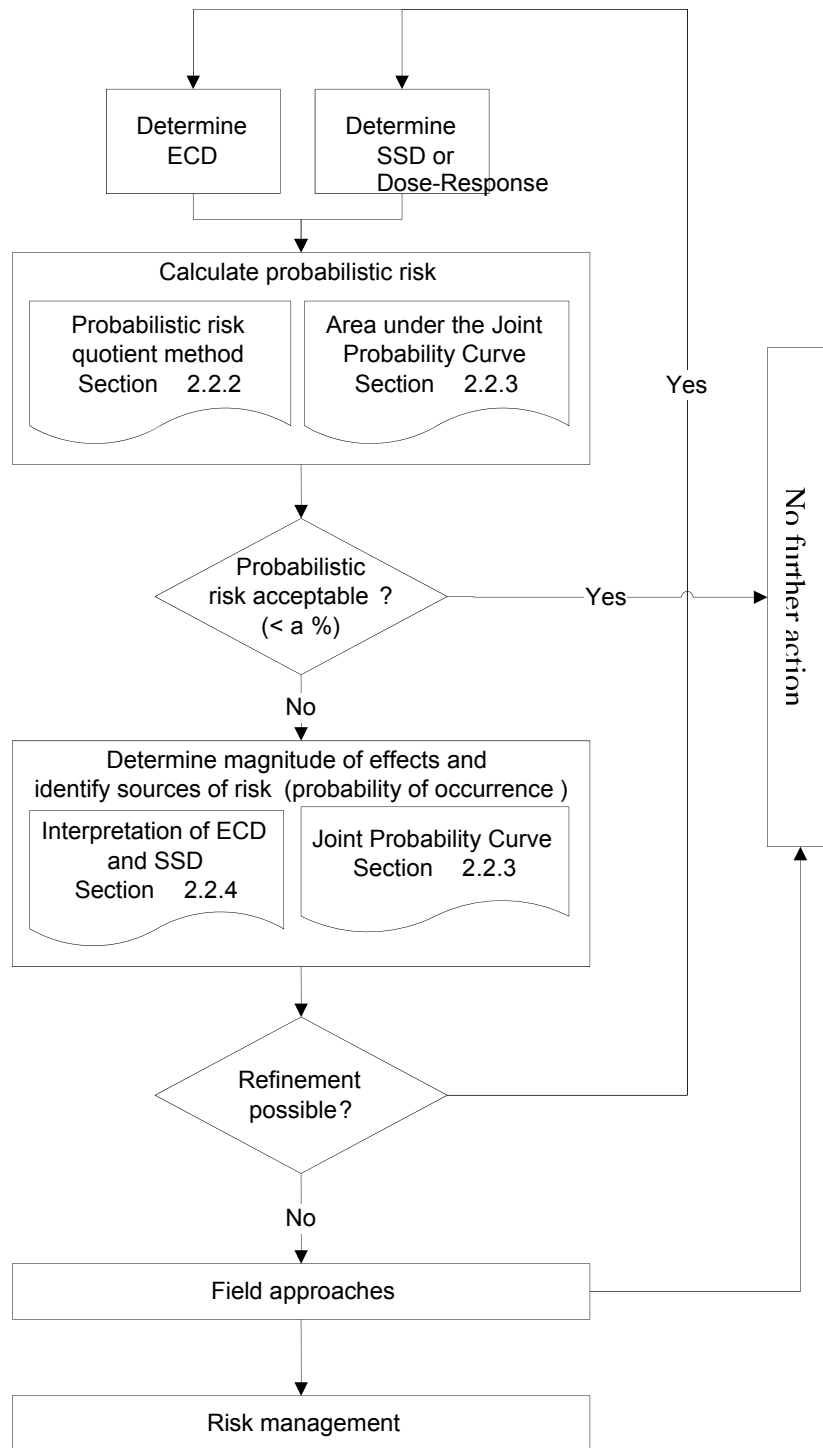 Determine
ECD
Determine
SSD or
Dose-Response
Calculate probabilistic risk
Probabilistic risk
quotient method
Section 2.2.2
Area under the Joint
Probability Curve
Section 2.2.3
Yes
No further action
Probabilistic
risk acceptable ?
(< a %)
Yes
No
Determine magnitude of effects and
identify sources of risk (probability of occurrence )
Interpretation of ECD
and SSD
Section 2.2.4
Joint Probability Curve
Section 2.2.3
Refinement
possible?
No
Field approaches
Risk management